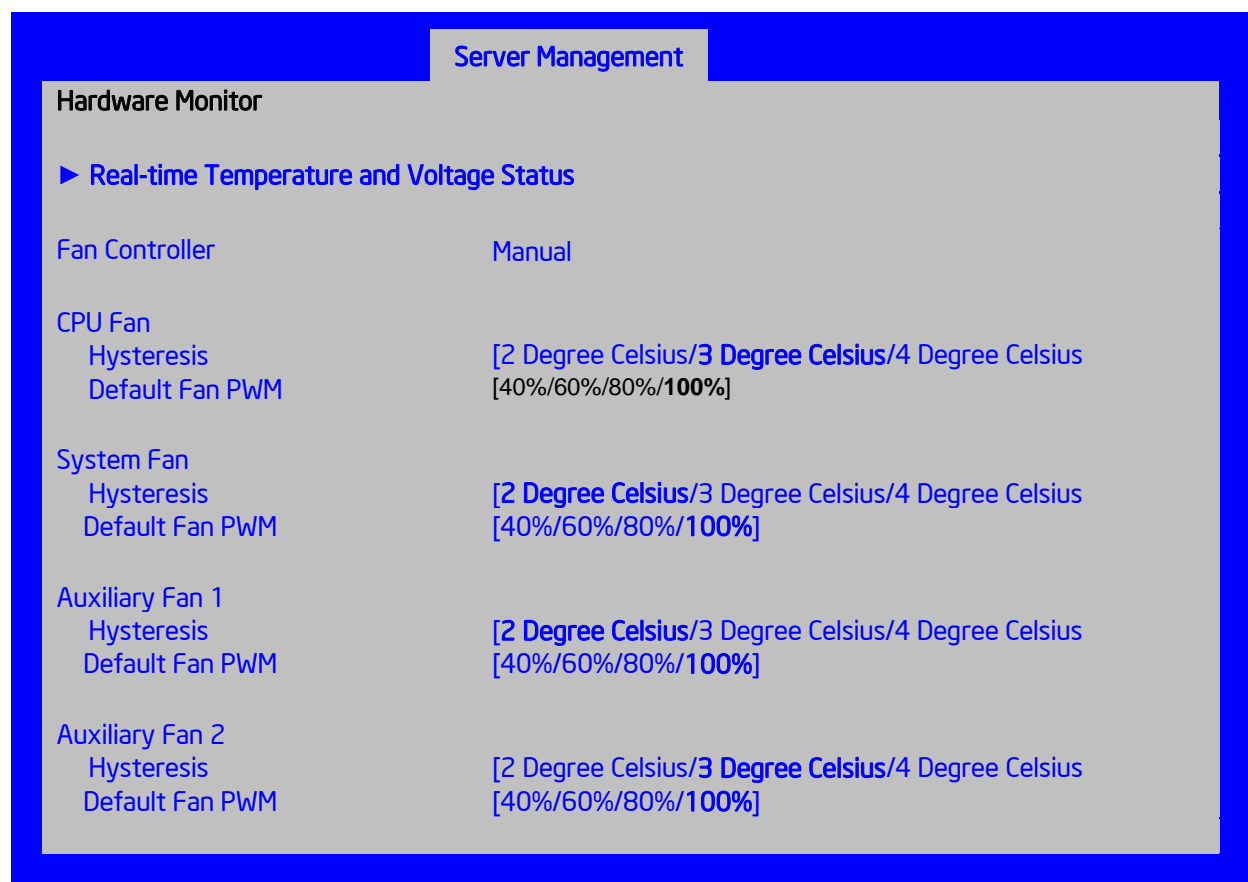 Server Management
Hardware Monitor
► Real-time Temperature and Voltage Status
Fan Controller Manual
CPU Fan
Hysteresis [2 Degree Celsius/3 Degree Celsius/4 Degree Celsius
Default Fan PWM [40%/60%/80%/100%]
System Fan
Hysteresis [2 Degree Celsius/3 Degree Celsius/4 Degree Celsius
Default Fan PWM [40%/60%/80%/100%]
Auxiliary Fan 1
Hysteresis [2 Degree Celsius/3 Degree Celsius/4 Degree Celsius
Default Fan PWM [40%/60%/80%/100%]
Auxiliary Fan 2
Hysteresis [2 Degree Celsius/3 Degree Celsius/4 Degree Celsius
Default Fan PWM [40%/60%/80%/100%]